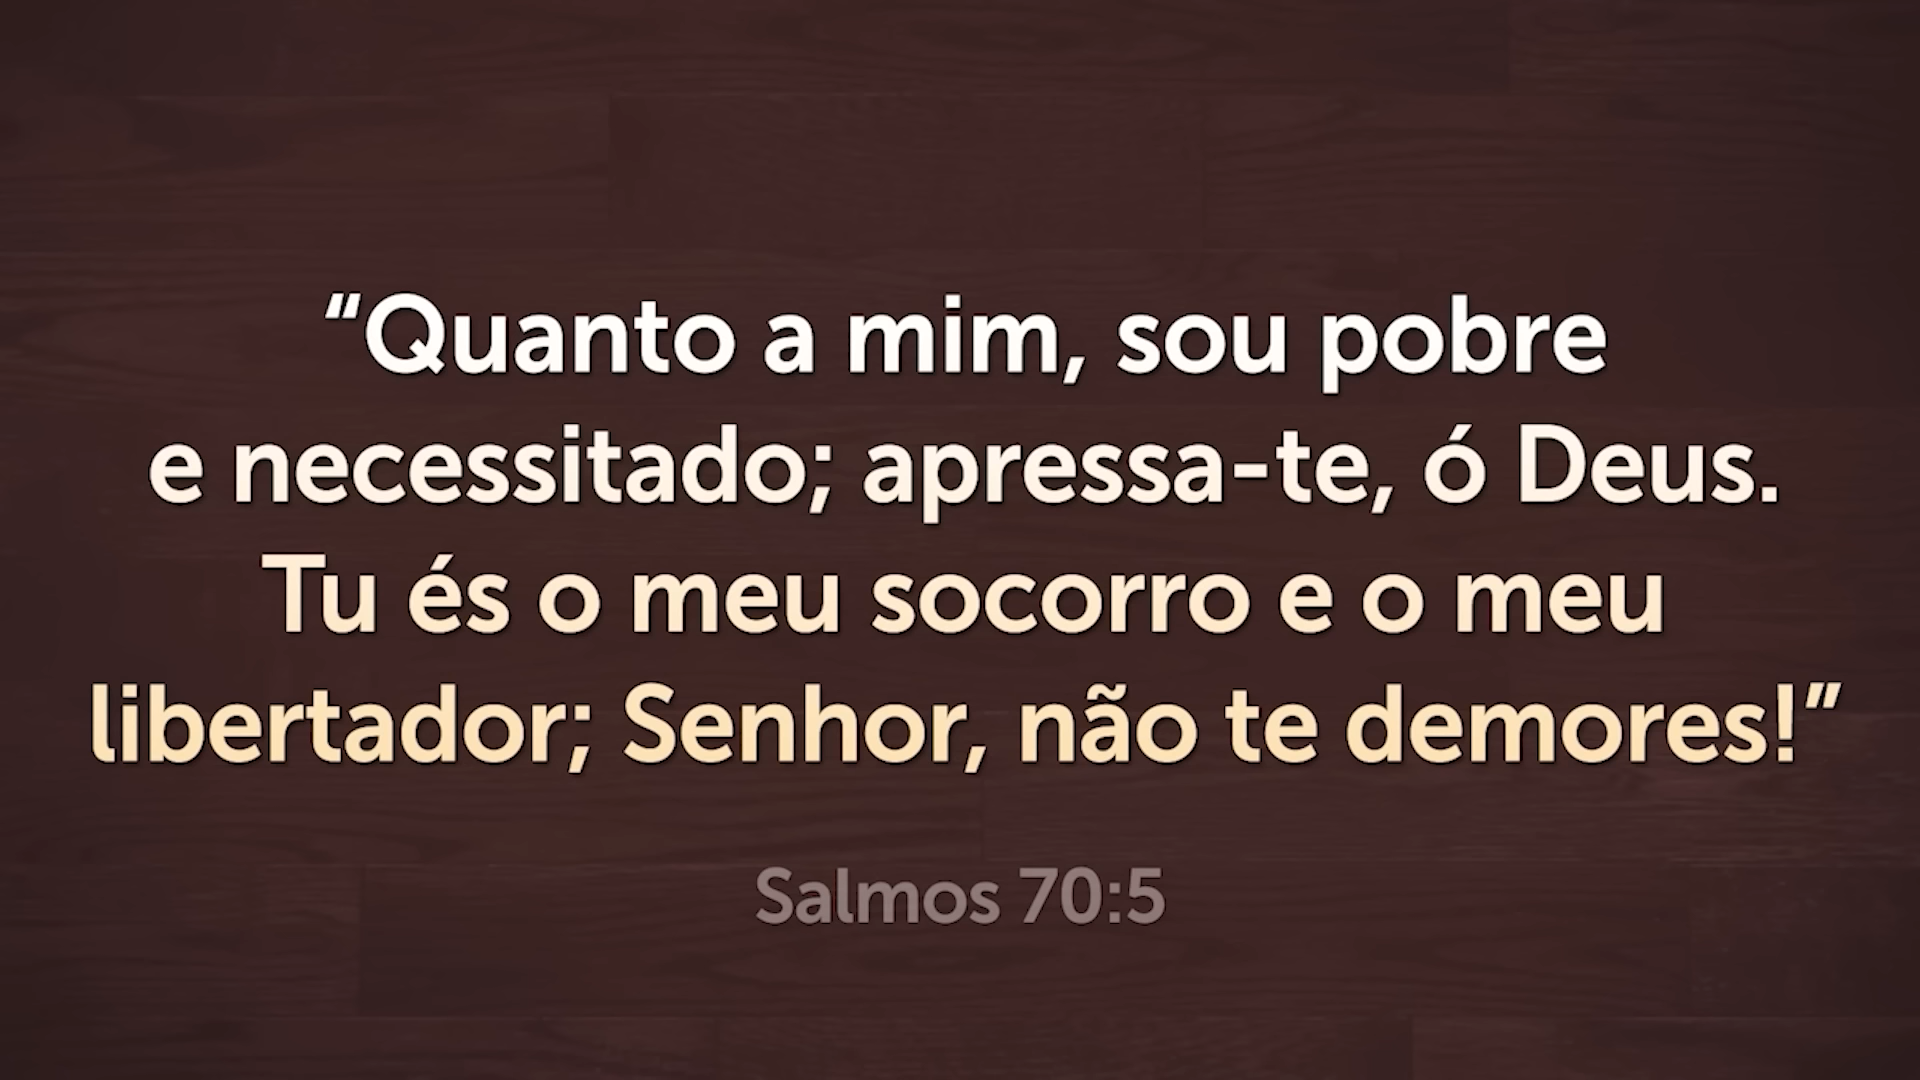 “Quanto a mim, sou pobre
e necessitado; apressa-te, ó Deus.
Tu és o meu socorro e o meu
libertador; Senhor, não te demores!”
Salmos 70:5